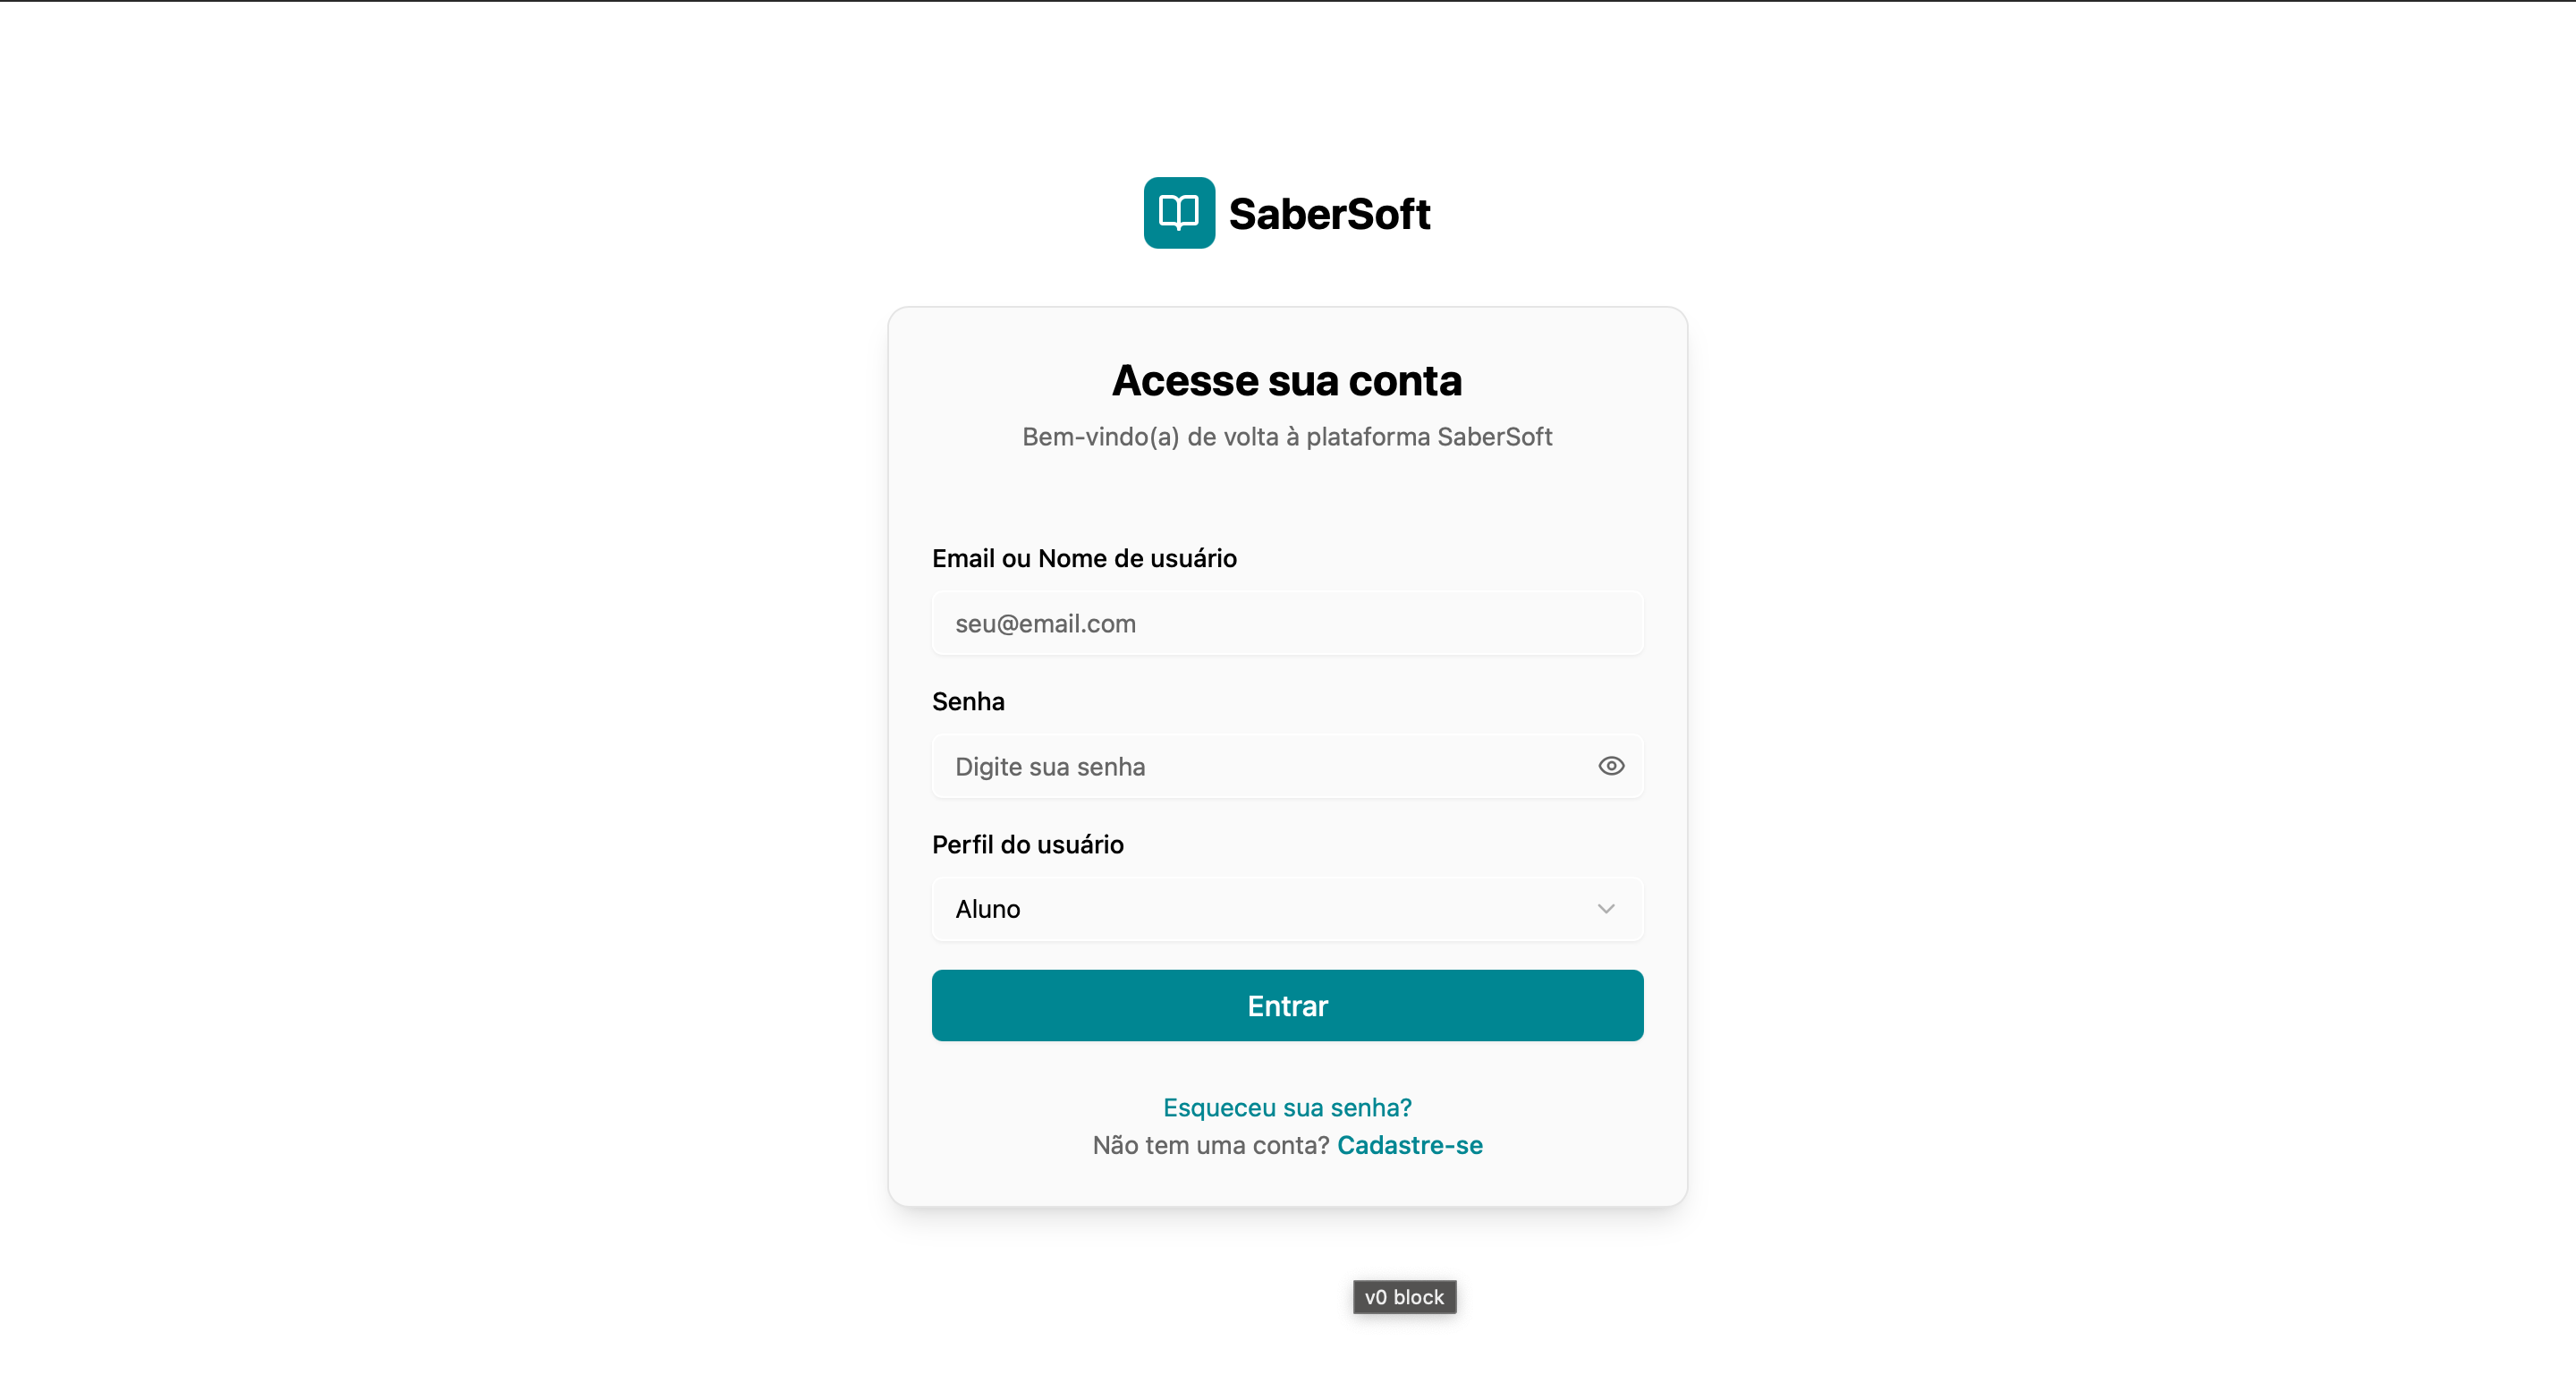 SaberSoft
Acesse sua conta
Bem-vindo(a) de volta à plataforma SaberSoft
Email ou Nome de usuário
seu@email.com
Senha
Digite sua senha
Perfil do usuário
Aluno
Entrar
Esqueceu sua senha?
Não tem uma conta? Cadastre-se
v0 block